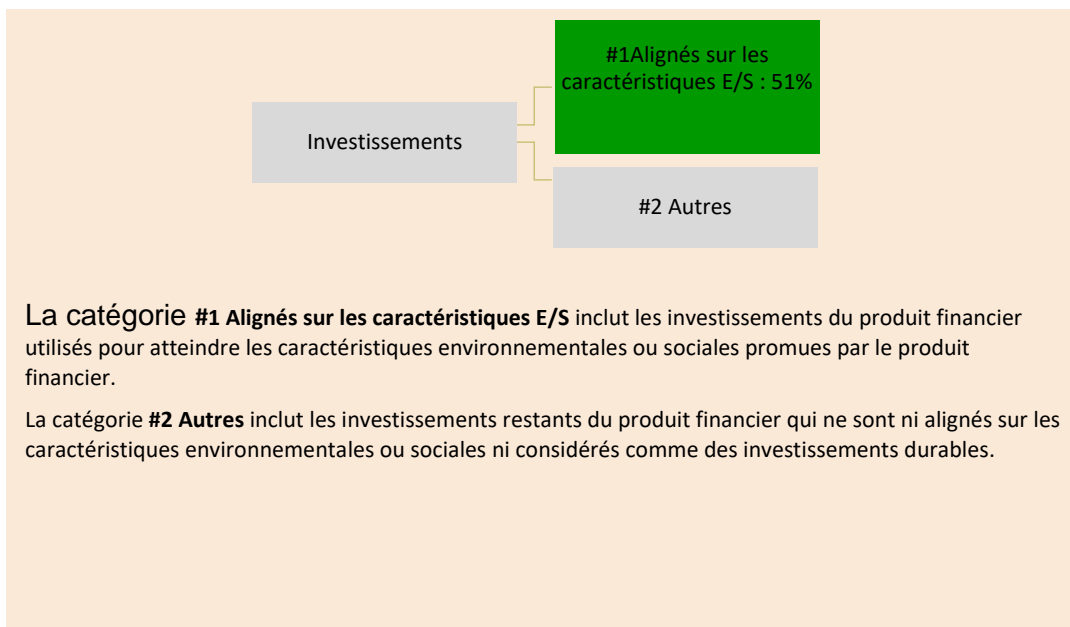 #1Alignés sur les
caractéristiques E/S : 51%
Investissements
#2 Autres
La catégorie #1 Alignés sur les caractéristiques E/S inclut les investissements du produit financier
utilisés pour atteindre les caractéristiques environnementales ou sociales promues par le produit
financier.
La catégorie #2 Autres inclut les investissements restants du produit financier qui ne sont ni alignés sur les
caractéristiques environnementales ou sociales ni considérés comme des investissements durables.